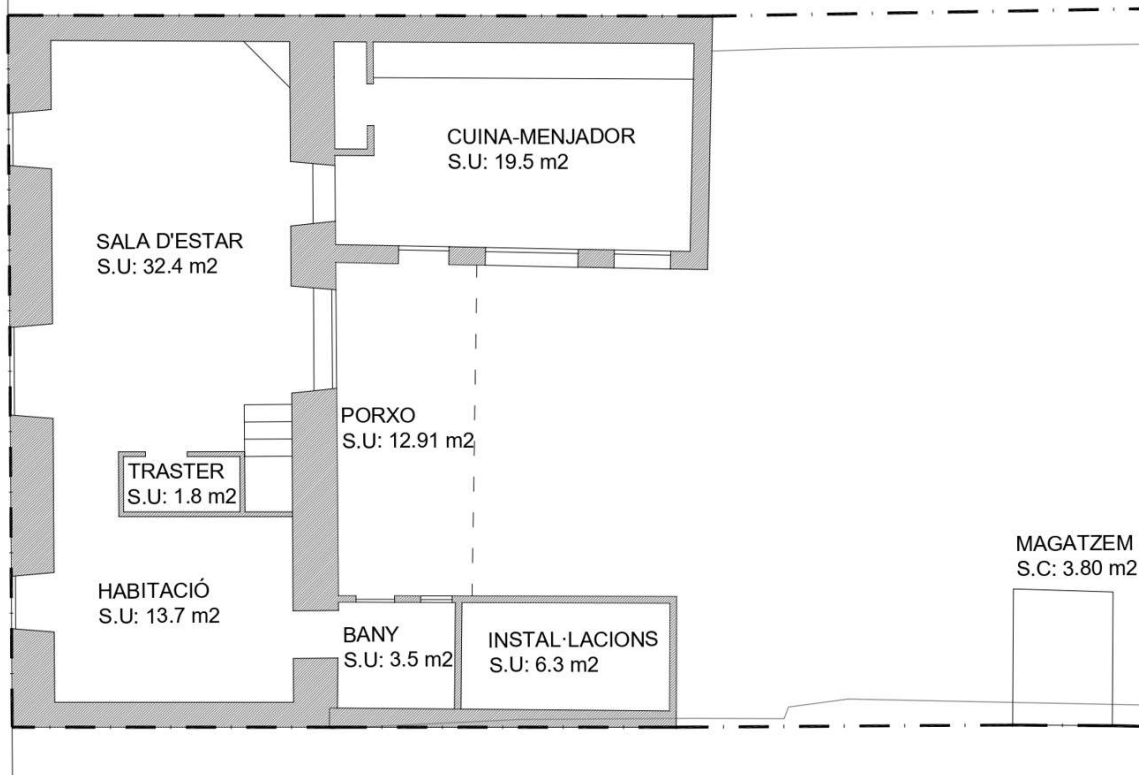 CUINA-MENJADOR
S.U: 19.5 m2
SALA D'ESTAR
S.U: 32.4 m2
PORXO
S.U: 12.91 m2
TRASTER
S.U: 1.8 m2
MAGATZEM
S.C: 3.80 m2
HABITACIÓ
S.U: 13.7 m2
BANY
S.U: 3.5 m2
INSTAL·LACIONS
S.U: 6.3 m2